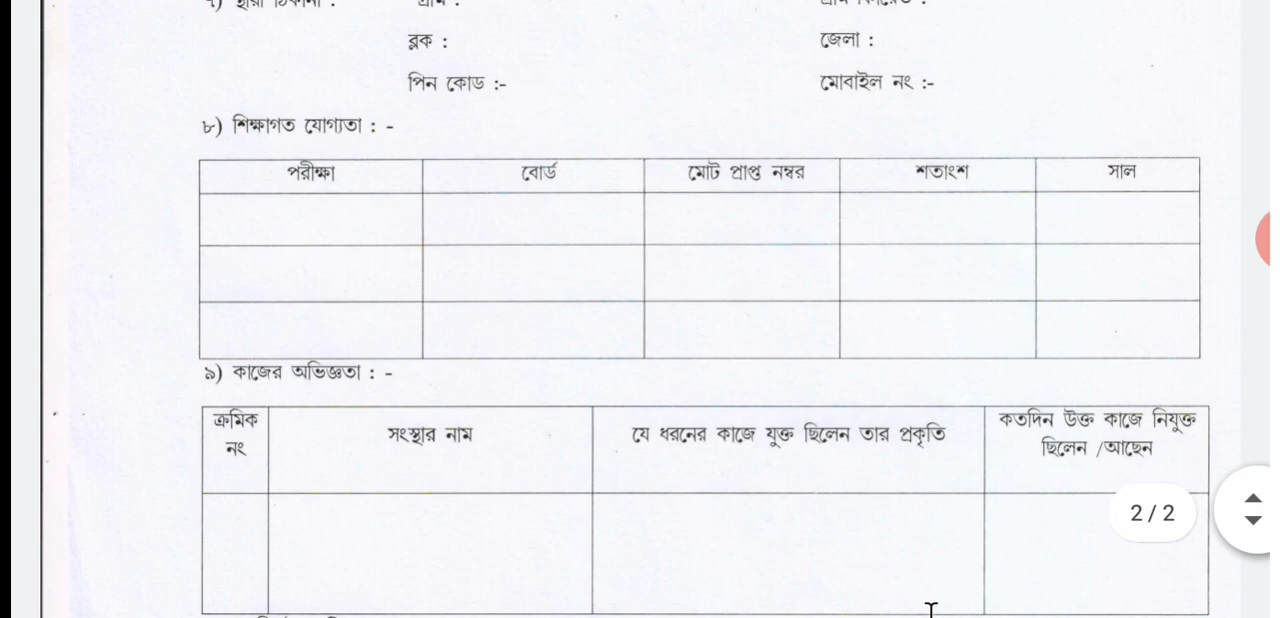 ব্লক :
জেলা :
পিন কোড :-
মোবাইল নং :-
৮) শিক্ষাগত যোগ্যতা : -
পরীক্ষা
বোর্ড
মোট প্রাপ্ত নম্বর
শতাংশ
সাল
৯) কাজের অভিজ্ঞতা : -
ক্রমিক
নং
সংস্থার নাম
যে ধরনের কাজে যুক্ত ছিলেন তার প্রকৃতি
কতদিন উক্ত কাজে নিযুক্ত
ছিলেন /আছেন
2 / 2